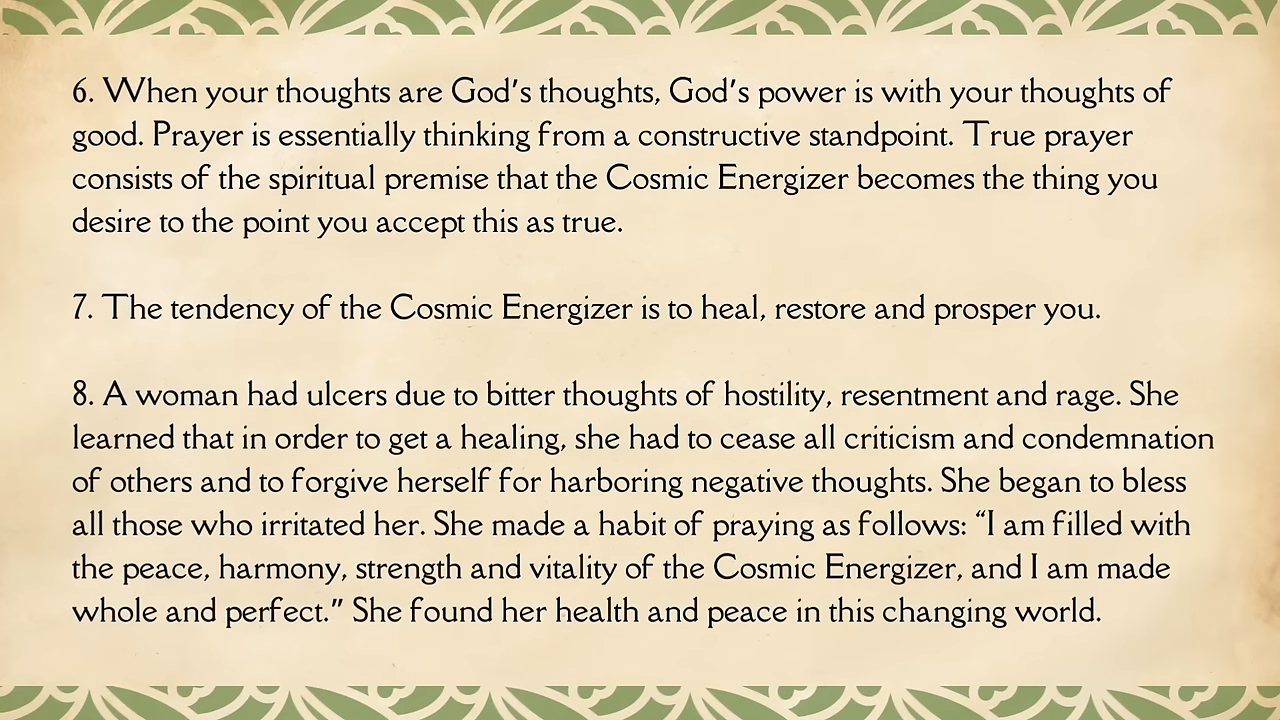 6. When your thoughts are God's thoughts, God's power is with your thoughts of
good. Prayer is essentially thinking from a constructive standpoint. True prayer
consists of the spiritual premise that the Cosmic Energizer becomes the thing you
desire to the point you accept this as true.
7. The tendency of the Cosmic Energizer is to heal, restore and prosper you.
8. A woman had ulcers due to bitter thoughts of hostility, resentment and rage. She
learned that in order to get a healing, she had to cease all criticism and condemnation
of others and to forgive herself for harboring negative thoughts. She began to bless
all those who irritated her. She made a habit of praying as follows: “I am filled with
the peace, harmony, strength and vitality of the Cosmic Energizer, and I am made
whole and perfect." She found her health and peace in this changing world.